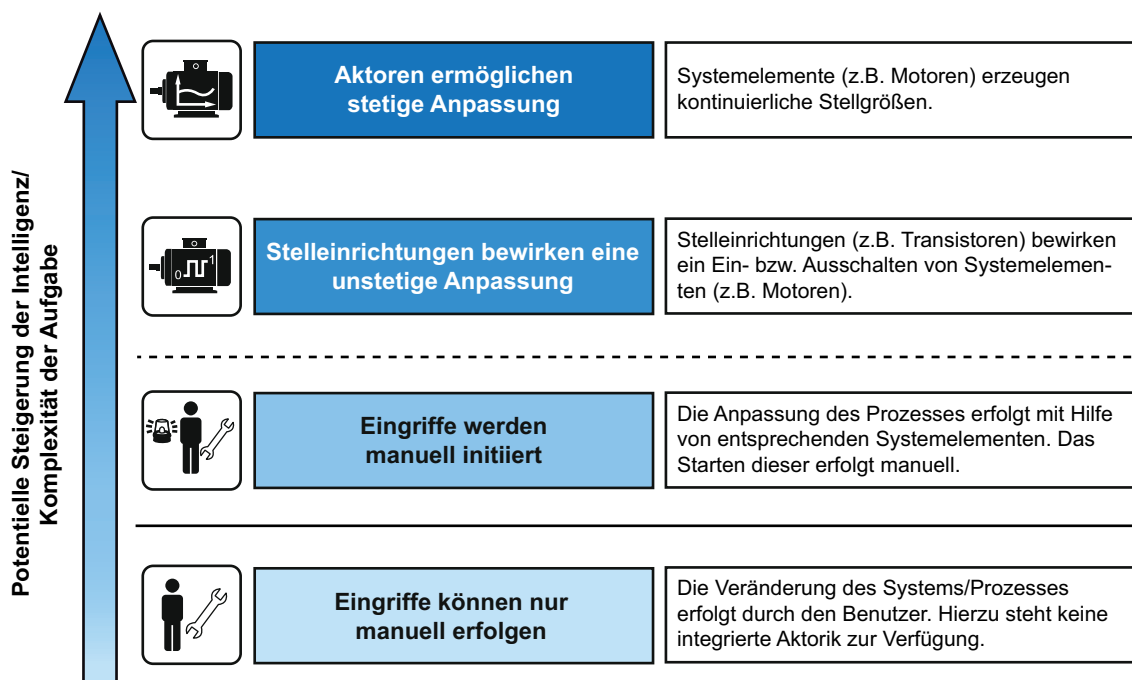 Potentielle Steigerung der Intelligenz/
Komplexität der Aufgabe
Aktoren ermöglichen
stetige Anpassung
Systemelemente (z.B. Motoren) erzeugen
kontinuierliche Stellgrößen.
0 1
Stelleinrichtungen bewirken eine
unstetige Anpassung
Stelleinrichtungen (z.B. Transistoren) bewirken
ein Ein- bzw. Ausschalten von Systemelemen-
ten (z.B. Motoren).
Eingriffe werden
manuell initiiert
Die Anpassung des Prozesses erfolgt mit Hilfe
von entsprechenden Systemelementen. Das
Starten dieser erfolgt manuell.
Eingriffe können nur
manuell erfolgen
Die Veränderung des Systems/Prozesses
erfolgt durch den Benutzer. Hierzu steht keine
integrierte Aktorik zur Verfügung.